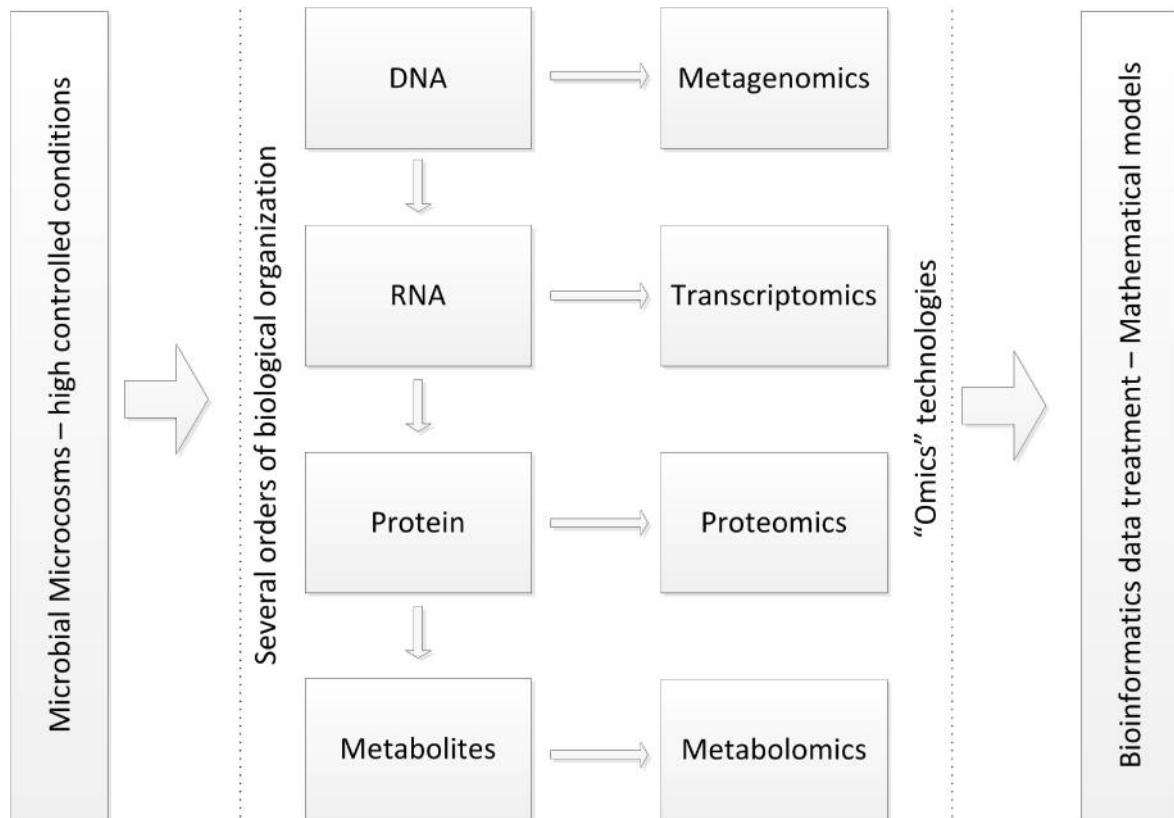 Microbial Microcosms – high controlled conditions
Several orders of biological organization
DNA
Metagenomics
RNA
Transcriptomics
Protein
Proteomics
Metabolites
Metabolomics
“Omics” technologies
Bioinformatics data treatment – Mathematical models